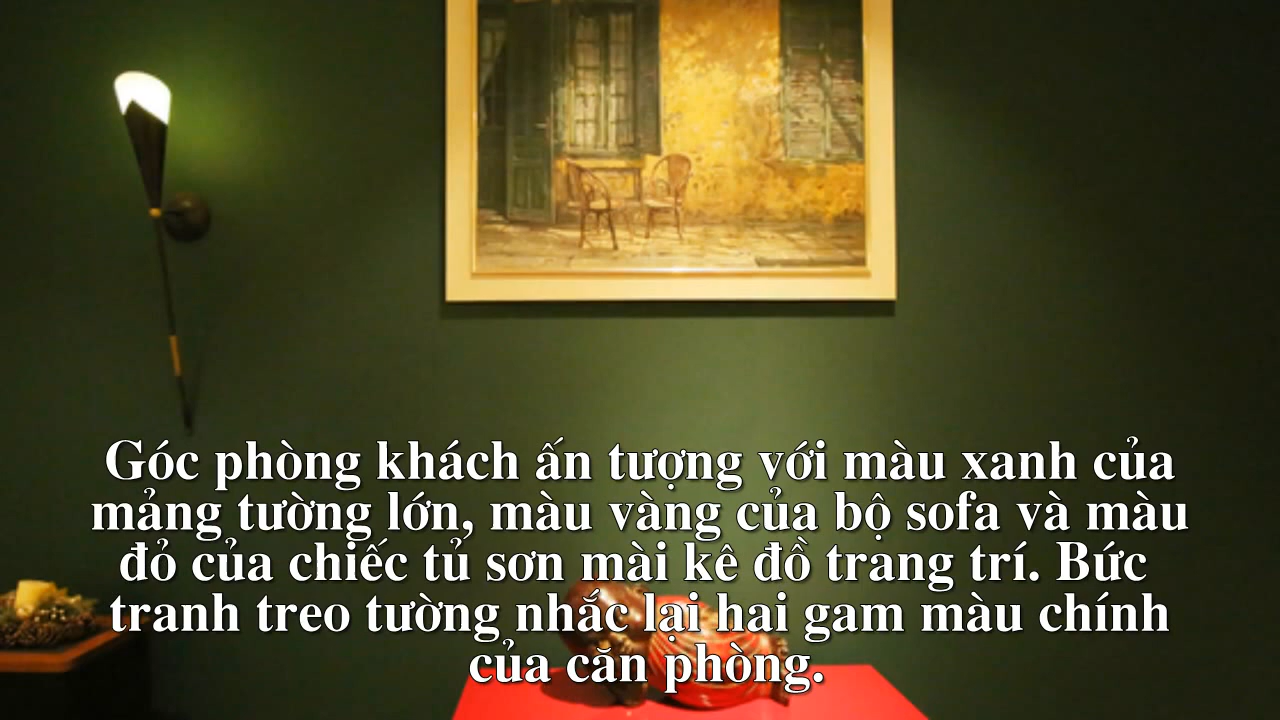 Góc phòng khách ấn tượng với màu xanh của
mảng tường lớn, màu vàng của bộ sofa và màu
đỏ của chiếc tủ sơn mài kê đồ trang trí. Bức
tranh treo tường nhắc lại hai gam màu chính
của căn phòng.